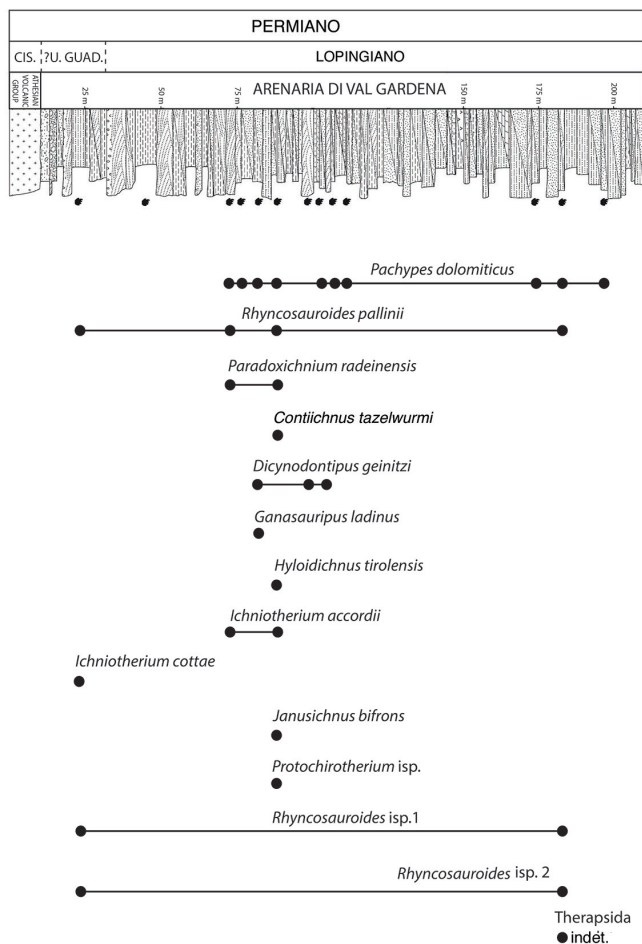 PERMIANO
CIS. ?U. GUAD. LOPINGIANO
ATHESIAN
VOLCANIC
GROUP
25 m 50 m 75 m ARENARIA DI VAL GARDENA 150 m 175 m 200 m
Pachypes dolomiticus
Rhyncosauroides pallinii
Paradoxichnium radeinensis
Contiichnus tazelwurmi
Dicynodontipus geinitzi
Ganasauripus ladinus
Hyloidichnus tirolensis
Ichniotherium accordii
Ichniotherium cottae
Janusichnus bifrons
Protochirotherium isp.
Rhyncosauroides isp.1
Rhyncosauroides isp. 2
Therapsida
indét.